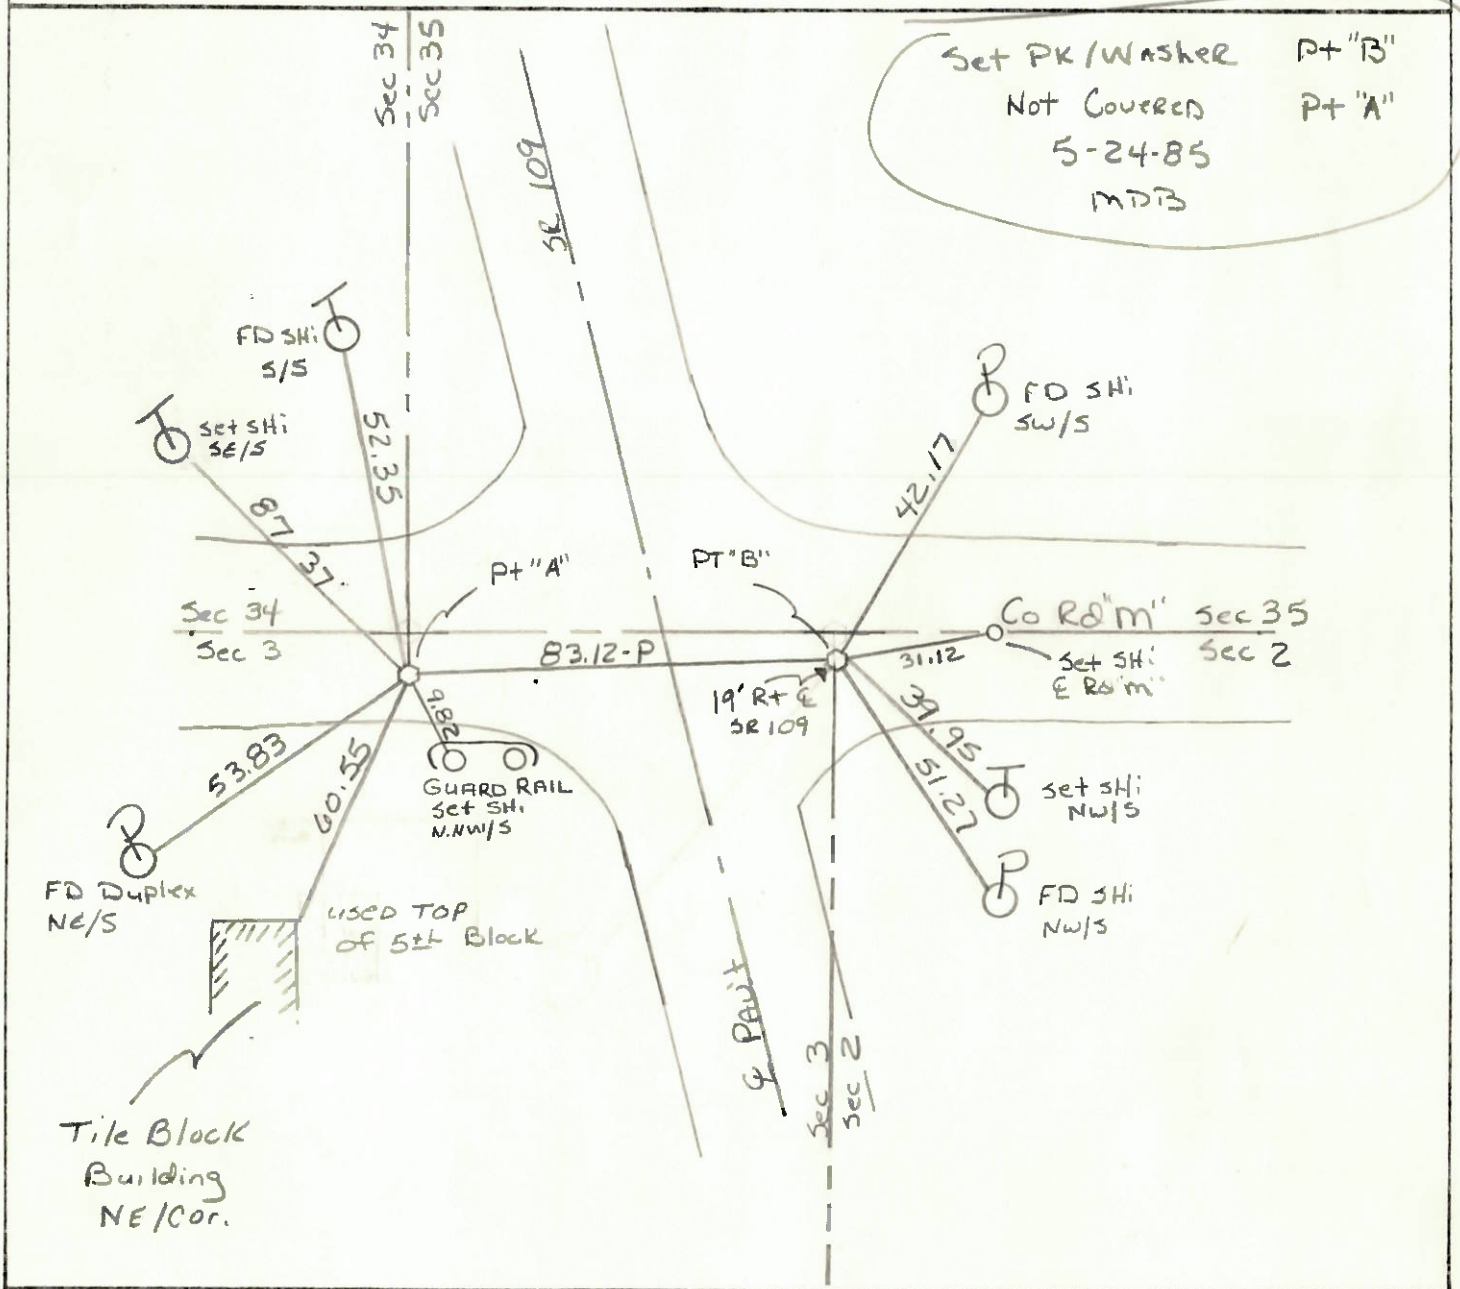 Set PK/WASHER Pt "B"
Not COVERED Pt "A"
5-24-85
MDB
Sec 34
Sec 35
SR 109
FD SHi
S/S
Set SHi
SE/S
52.35
87.37
FD SHi
SW/S
42.17
Pt "A"
PT "B"
Sec 34
Sec 3
83.12-P
Co Rd "m" Sec 35
Sec 2
31.12
Set SHi
℄ Rd "m"
19' Rt ℄
SR 109
9.82
GUARD RAIL
Set SHi
N.NW/S
53.83
60.55
39.95
51.27
Set SHi
NW/S
FD SHi
NW/S
FD Duplex
NE/S
USED TOP
OF 5th Block
℄ PAV't
Sec 3
Sec 2
Tile Block
Building
NE/Cor.